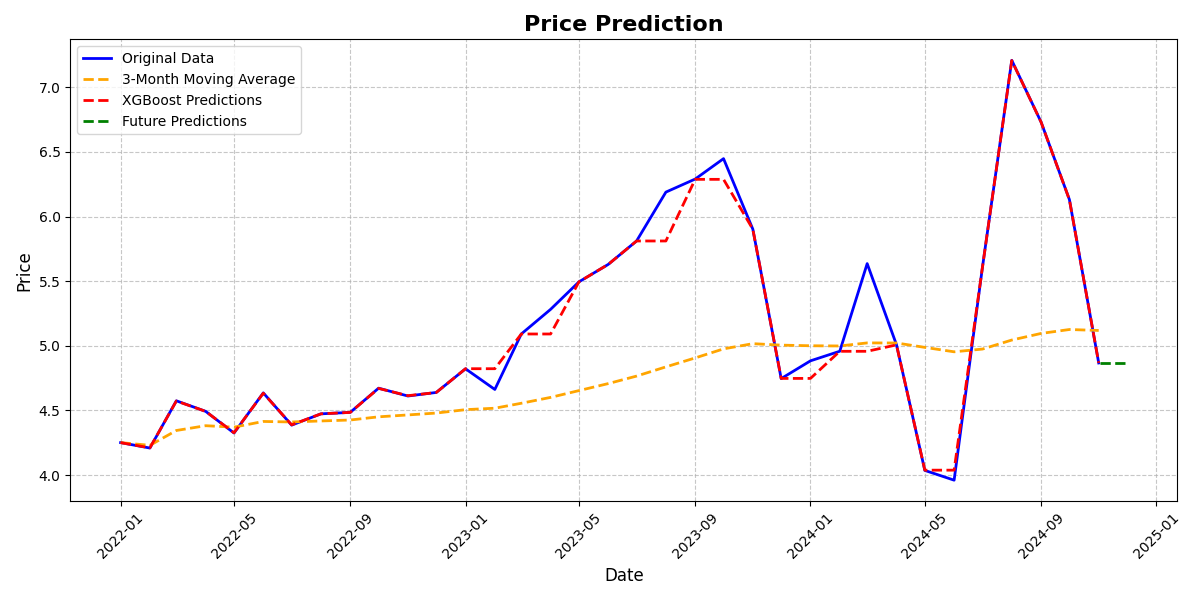 Price Prediction
Original Data
3-Month Moving Average
XGBoost Predictions
Future Predictions
Price
7.0
6.5
6.0
5.5
5.0
4.5
4.0
2022-01
2022-05
2022-09
2023-01
2023-05
2023-09
2024-01
2024-05
2024-09
2025-01
Date